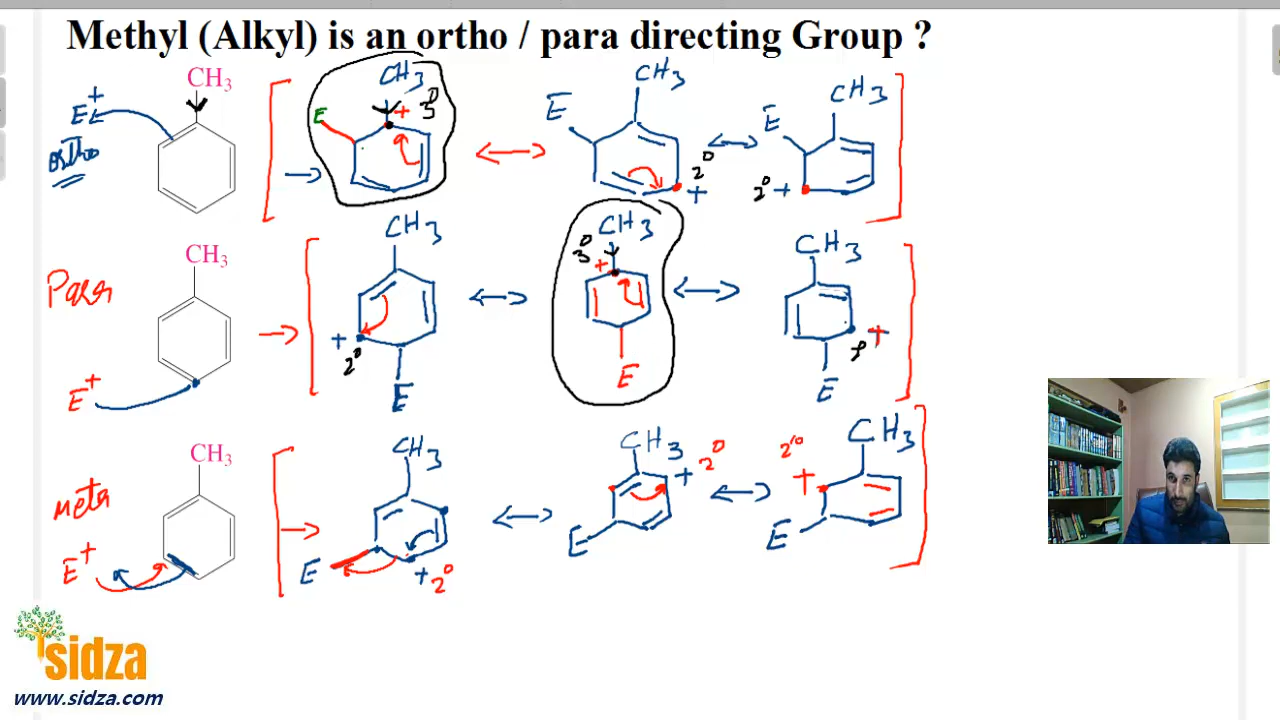 Methyl (Alkyl) is an ortho / para directing Group ?
CH3 CH3 CH3 CH3
E+ E + 3° E E
ortho 2° + 2° +
CH3 CH3 CH3 CH3
Para 3° +
+ 2° 2° +
E+ E E E
CH3 CH3 CH3 CH3
meta + 2° 2° +
E+ E + 2° E E
sidza
www.sidza.com